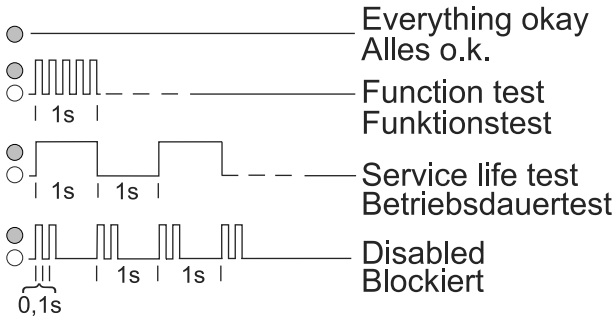 Everything okay
Alles o.k.
Function test
1s
Funktionstest
Service life test
1s 1s
Betriebsdauertest
Disabled
1s 1s
Blockiert
0,1s